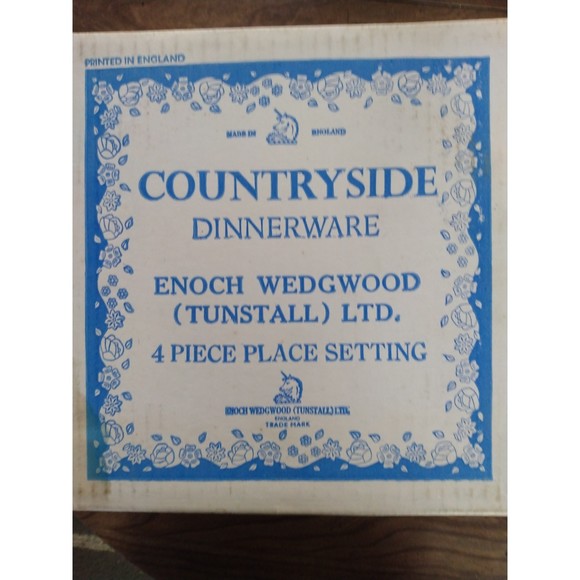 PRINTED IN ENGLAND
MADE IN ENGLAND
COUNTRYSIDE
DINNERWARE
ENOCH WEDGWOOD
(TUNSTALL) LTD.
4 PIECE PLACE SETTING
ENOCH WEDGWOOD (TUNSTALL) LTD.
ENGLAND
TRADE MARK